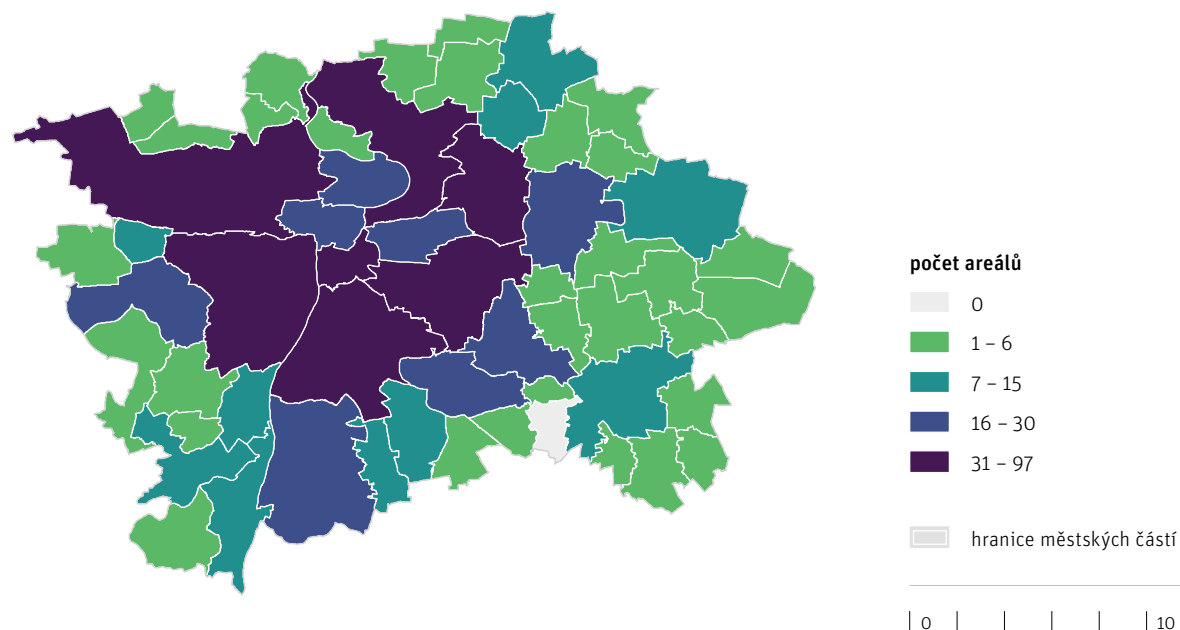 počet areálů
0
1 – 6
7 – 15
16 – 30
31 – 97
hranice městských částí
0 10